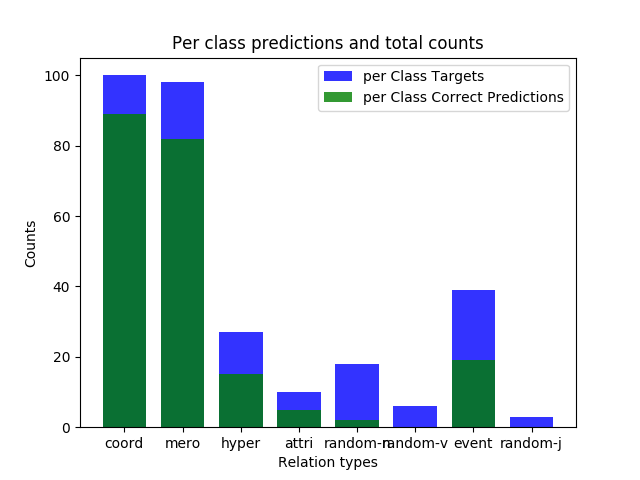 Per class predictions and total counts
per Class Targets
per Class Correct Predictions
100
80
60
40
20
0
Counts
coord mero hyper attri random-n random-v event random-j
Relation types